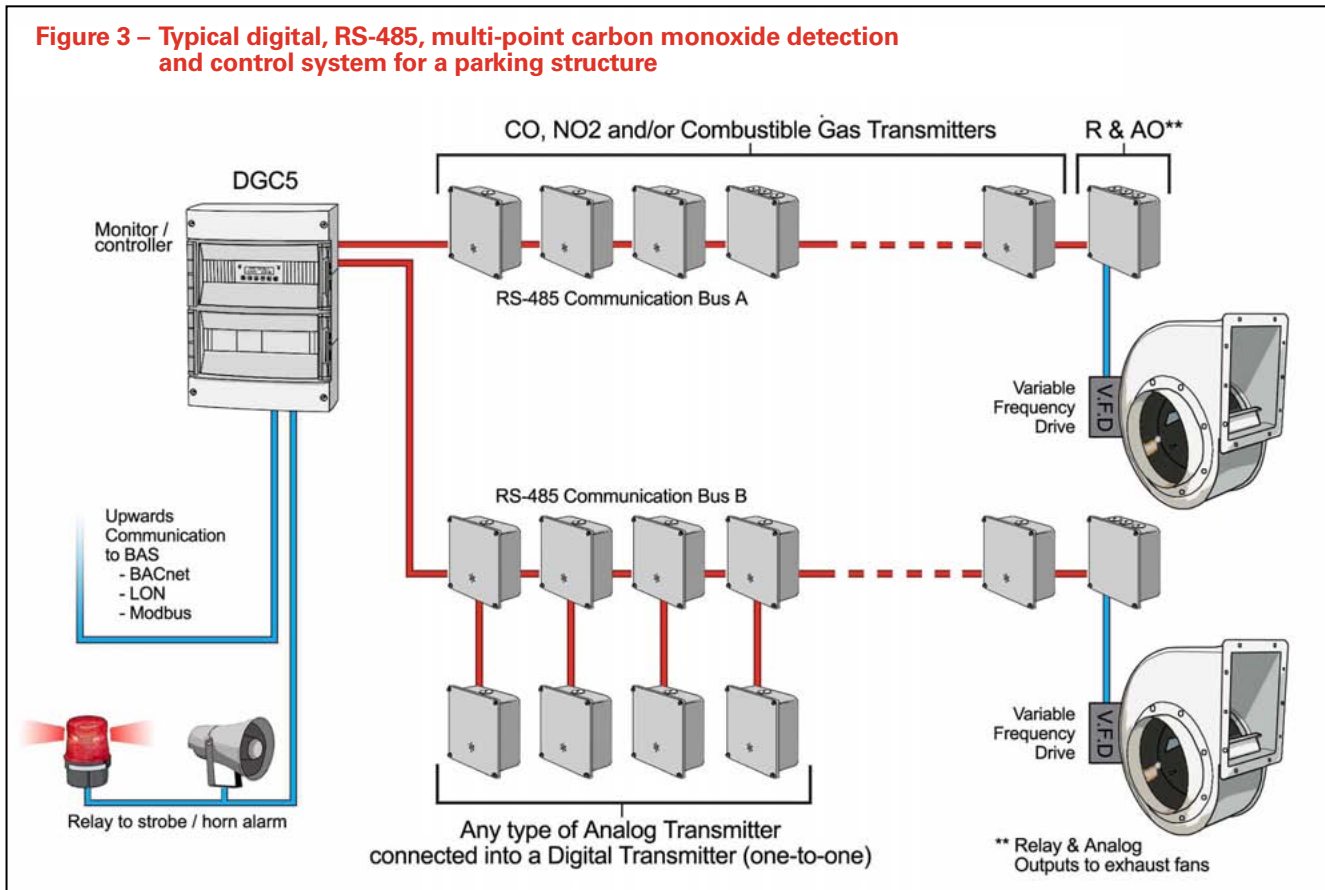 Figure 3 – Typical digital, RS-485, multi-point carbon monoxide detection
and control system for a parking structure
CO, NO2 and/or Combustible Gas Transmitters
R & AO**
DGC5
Monitor /
controller
RS-485 Communication Bus A
Variable
Frequency
Drive
V.F.D
RS-485 Communication Bus B
Upwards
Communication
to BAS
- BACnet
- LON
- Modbus
Variable
Frequency
Drive
V.F.D
Relay to strobe / horn alarm
Any type of Analog Transmitter
connected into a Digital Transmitter (one-to-one)
** Relay & Analog
Outputs to exhaust fans